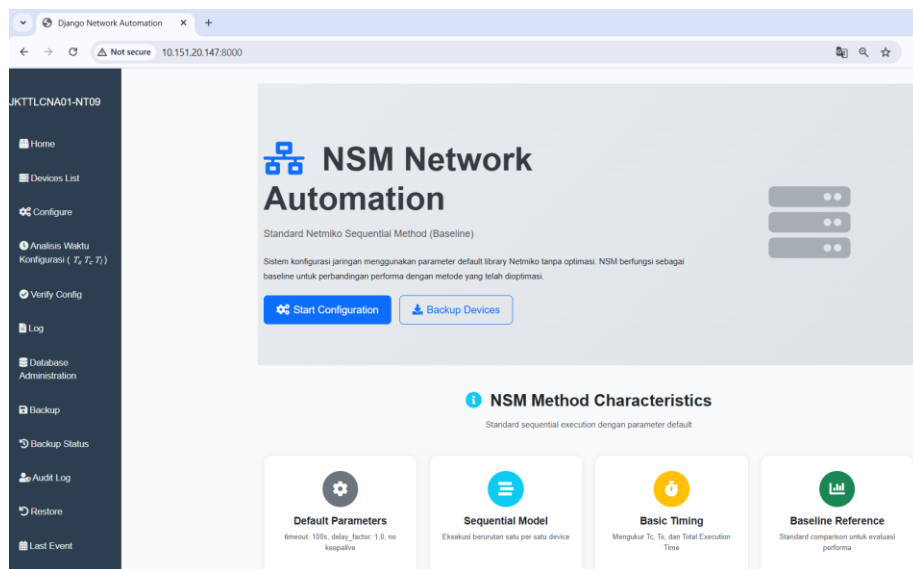 Django Network Automation
Not secure
10.151.20.147:8000
JKTTLCNA01-NT09
Home
Devices List
Configure
Analisis Waktu
Konfigurasi ( Tₛ T꜀ Tₜ )
Verify Config
Log
Database
Administration
Backup
Backup Status
Audit Log
Restore
Last Event
NSM Network
Automation
Standard Netmiko Sequential Method (Baseline)
Sistem konfigurasi jaringan menggunakan parameter default library Netmiko tanpa optimasi. NSM berfungsi sebagai
baseline untuk perbandingan performa dengan metode yang telah dioptimasi.
Start Configuration
Backup Devices
NSM Method Characteristics
Standard sequential execution dengan parameter default
Default Parameters
timeout: 100s, delay_factor: 1.0, no
keepalive
Sequential Model
Eksekusi berurutan satu per satu device
Basic Timing
Mengukur Tc, Ts, dan Total Execution
Time
Baseline Reference
Standard comparison untuk evaluasi
performa